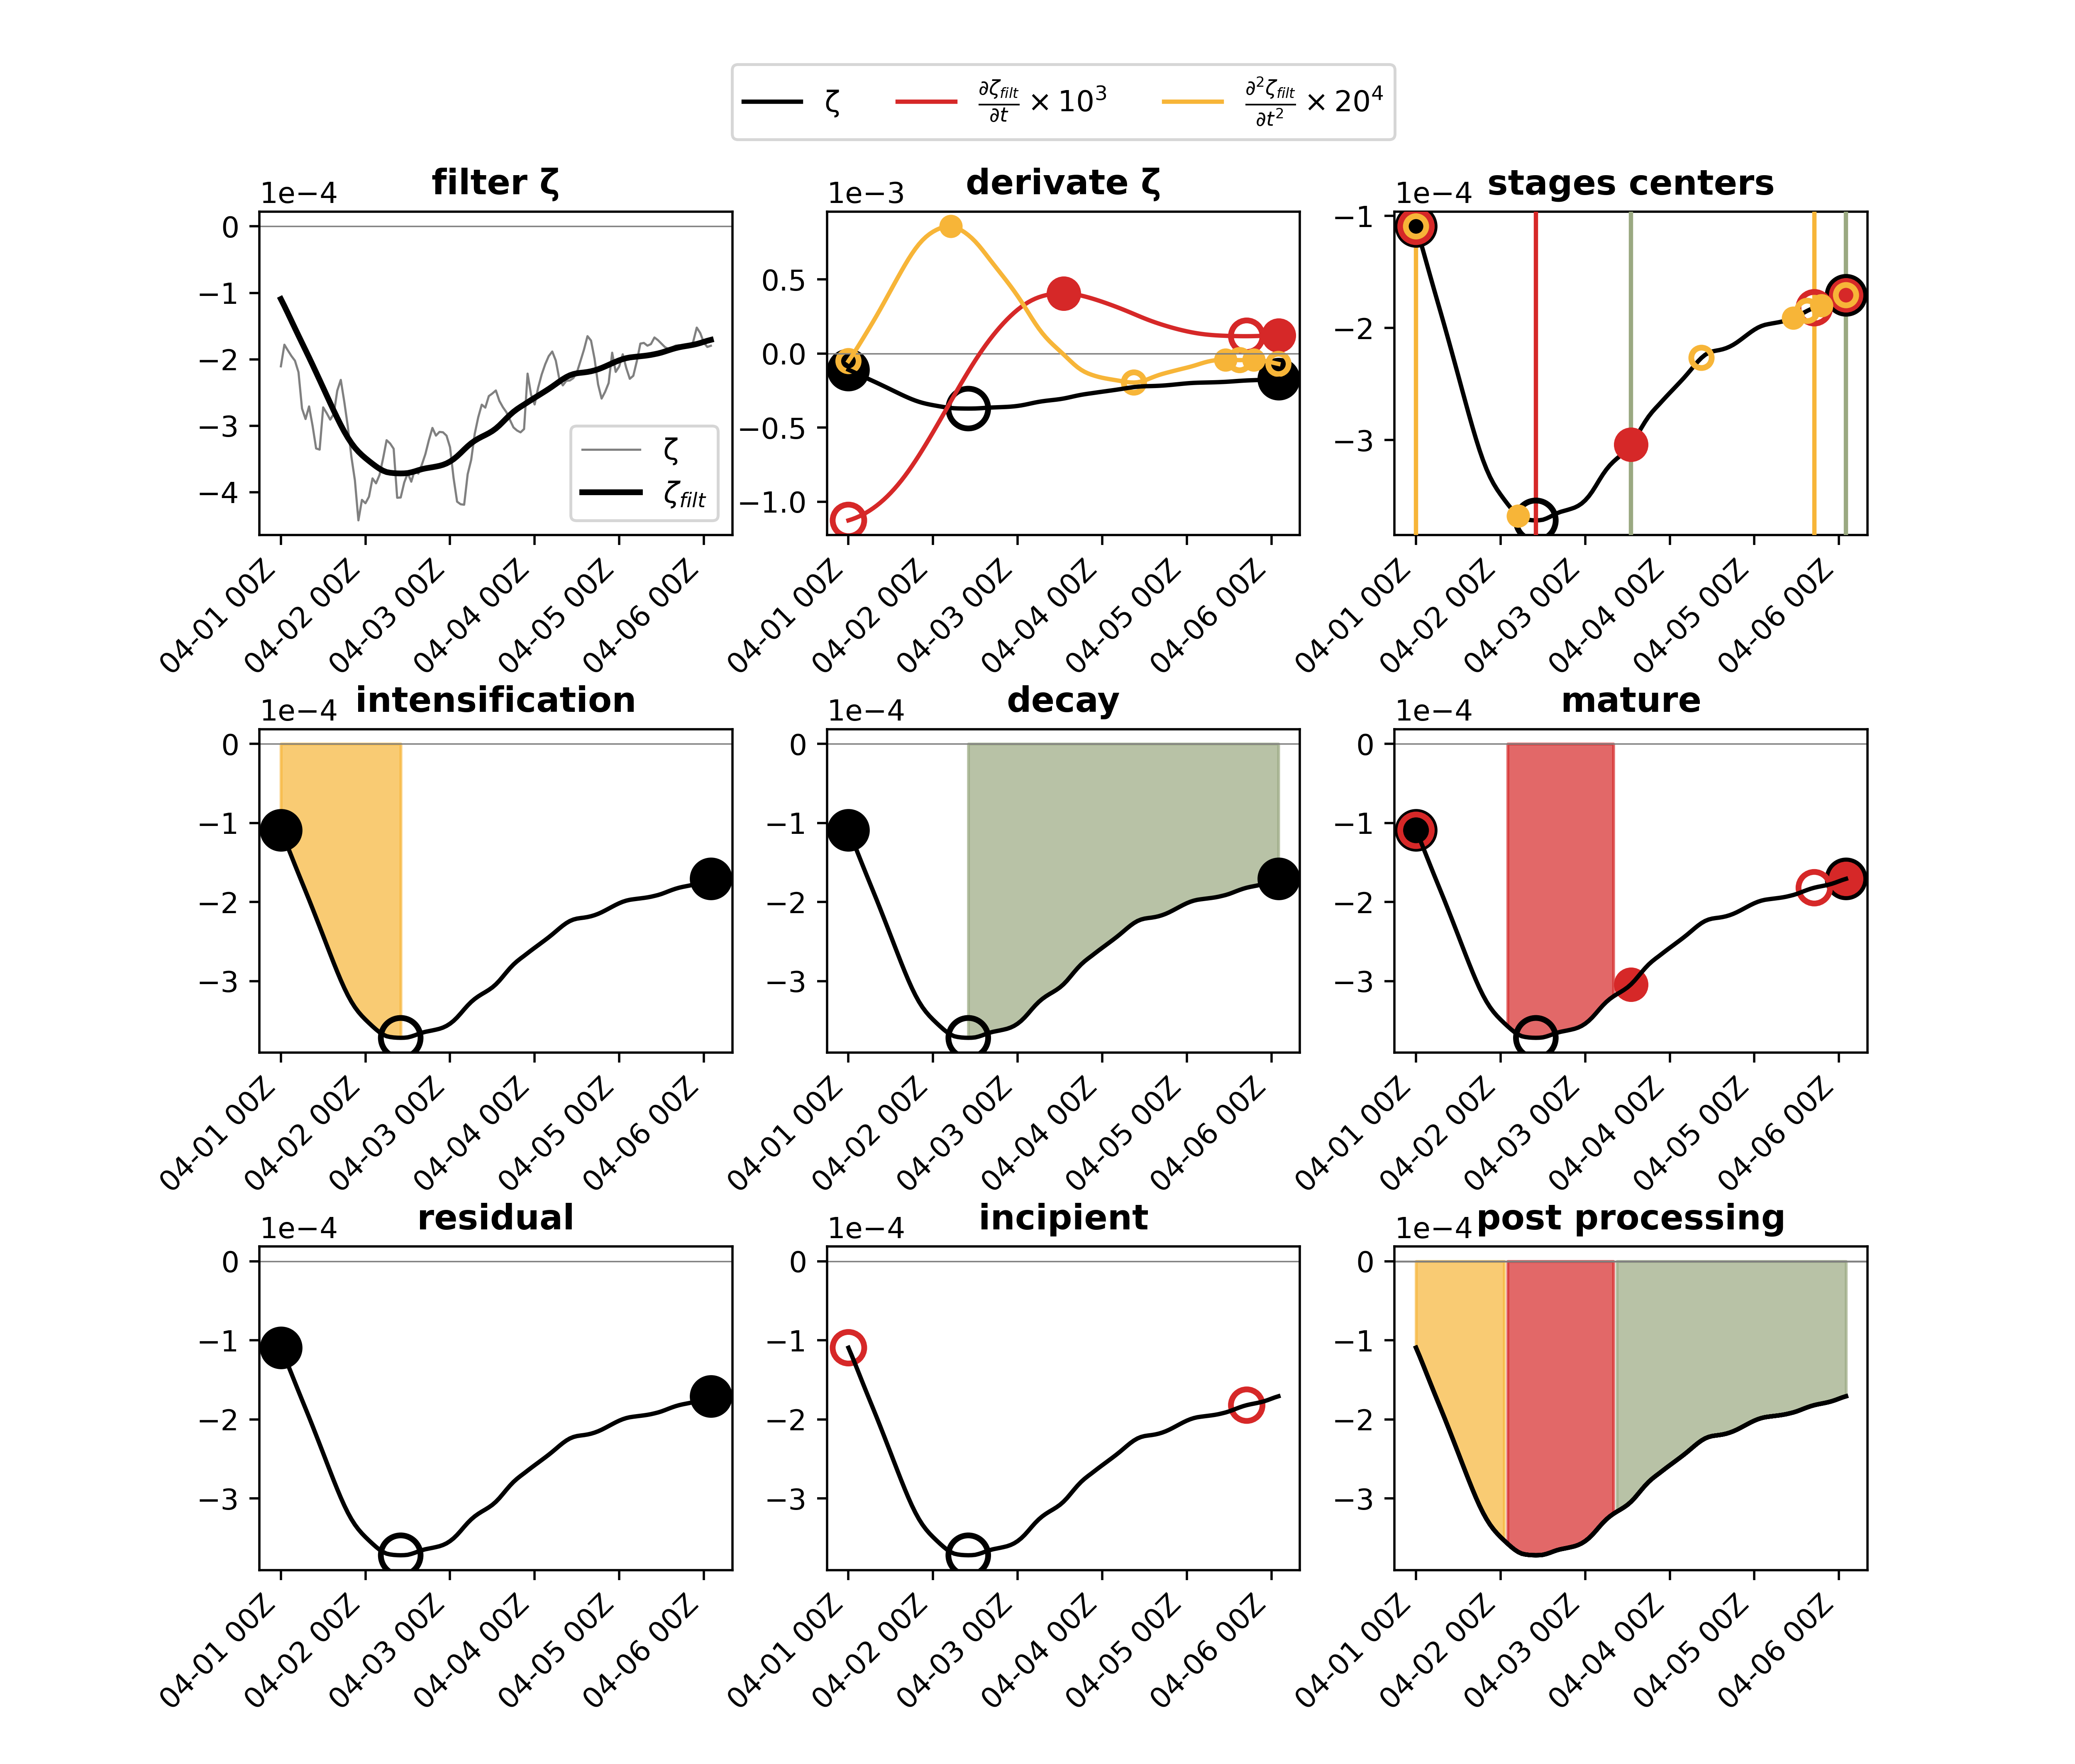 ζ ∂ζ_filt/∂t × 10³ ∂²ζ_filt/∂t² × 20⁴
filter ζ
1e−4
0
−1
−2
−3
−4
ζ
ζ_filt
04-01 00Z 04-02 00Z 04-03 00Z 04-04 00Z 04-05 00Z 04-06 00Z
derivate ζ
1e−3
0.5
0.0
−0.5
−1.0
04-01 00Z 04-02 00Z 04-03 00Z 04-04 00Z 04-05 00Z 04-06 00Z
stages centers
1e−4
−1
−2
−3
04-01 00Z 04-02 00Z 04-03 00Z 04-04 00Z 04-05 00Z 04-06 00Z
intensification
1e−4
0
−1
−2
−3
04-01 00Z 04-02 00Z 04-03 00Z 04-04 00Z 04-05 00Z 04-06 00Z
decay
1e−4
0
−1
−2
−3
04-01 00Z 04-02 00Z 04-03 00Z 04-04 00Z 04-05 00Z 04-06 00Z
mature
1e−4
0
−1
−2
−3
04-01 00Z 04-02 00Z 04-03 00Z 04-04 00Z 04-05 00Z 04-06 00Z
residual
1e−4
0
−1
−2
−3
04-01 00Z 04-02 00Z 04-03 00Z 04-04 00Z 04-05 00Z 04-06 00Z
incipient
1e−4
0
−1
−2
−3
04-01 00Z 04-02 00Z 04-03 00Z 04-04 00Z 04-05 00Z 04-06 00Z
post processing
1e−4
0
−1
−2
−3
04-01 00Z 04-02 00Z 04-03 00Z 04-04 00Z 04-05 00Z 04-06 00Z